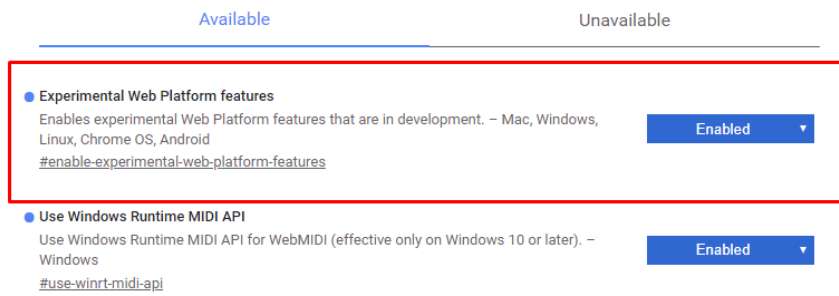 Available
Unavailable
Experimental Web Platform features
Enables experimental Web Platform features that are in development. – Mac, Windows,
Linux, Chrome OS, Android
Enabled
#enable-experimental-web-platform-features
Use Windows Runtime MIDI API
Use Windows Runtime MIDI API for WebMIDI (effective only on Windows 10 or later). –
Windows
Enabled
#use-winrt-midi-api